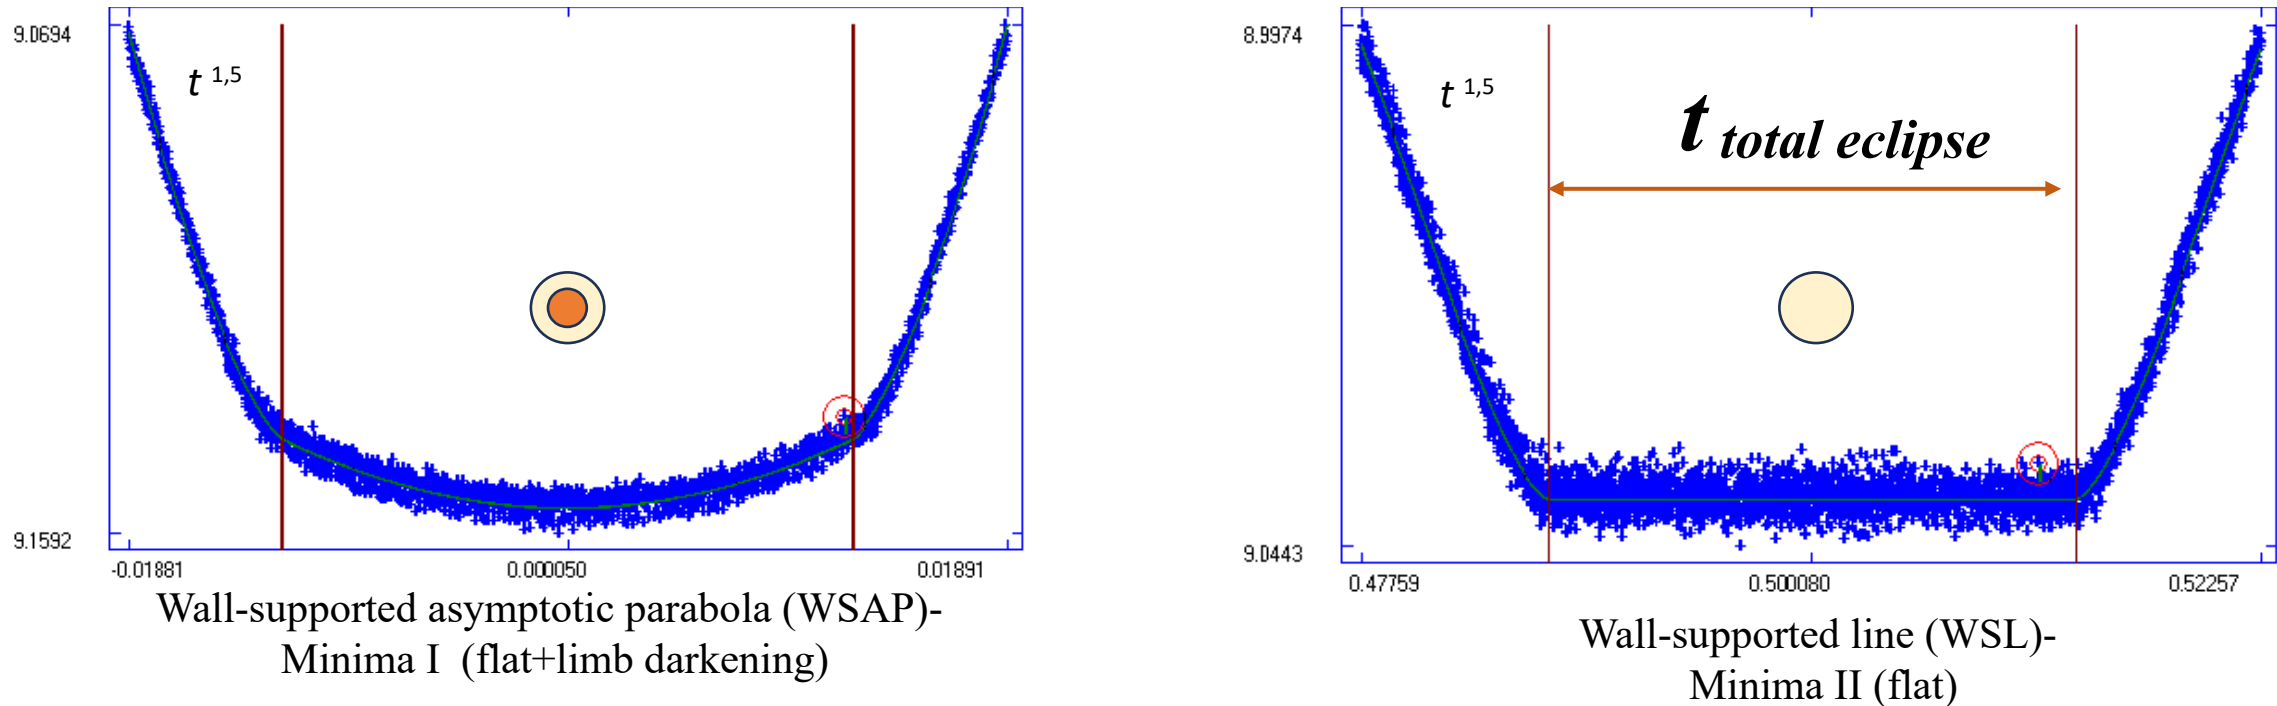 9.0694
t 1,5
9.1592
-0.01881
0.000050
0.01891
Wall-supported asymptotic parabola (WSAP)-
Minima I (flat+limb darkening)
8.9974
t 1,5
t total eclipse
9.0443
0.47759
0.500080
0.52257
Wall-supported line (WSL)-
Minima II (flat)